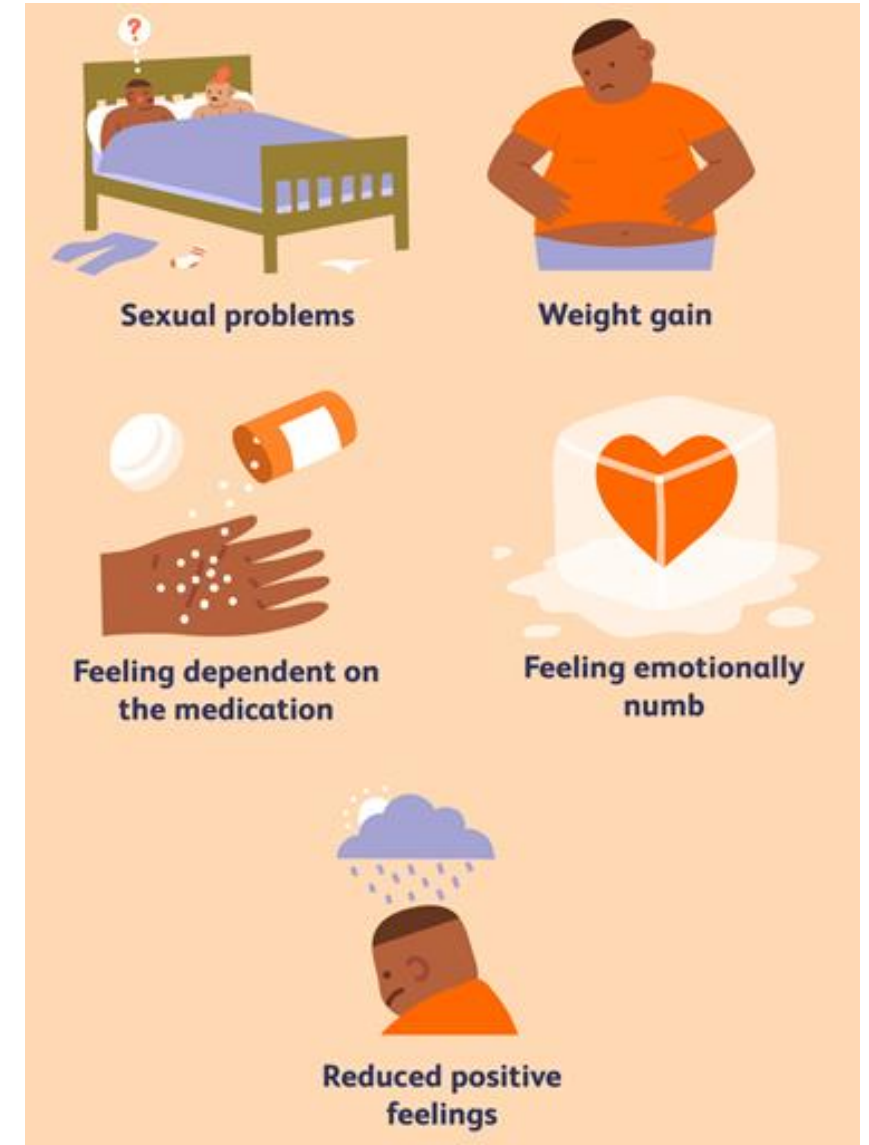 ?
Sexual problems
Weight gain
Feeling dependent on
the medication
Feeling emotionally
numb
Reduced positive
feelings